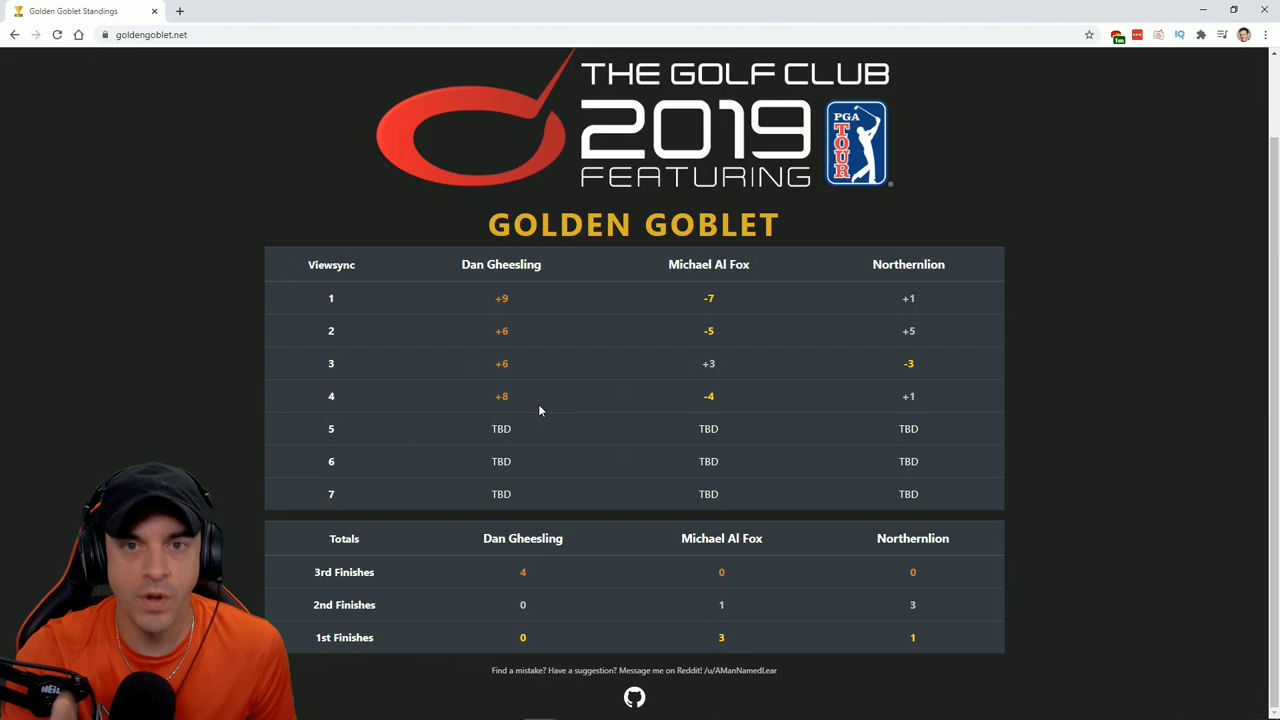 Golden Goblet Standings
goldengoblet.net
1m
IQ
THE GOLF CLUB
2019
FEATURING
PGA
TOUR
GOLDEN GOBLET
Viewsync Dan Gheesling Michael Al Fox Northernlion
1 +9 -7 +1
2 +6 -5 +5
3 +6 +3 -3
4 +8 -4 +1
5 TBD TBD TBD
6 TBD TBD TBD
7 TBD TBD TBD
Totals Dan Gheesling Michael Al Fox Northernlion
3rd Finishes 4 0 0
2nd Finishes 0 1 3
1st Finishes 0 3 1
Find a mistake? Have a suggestion? Message me on Reddit! /u/AManNamedLear